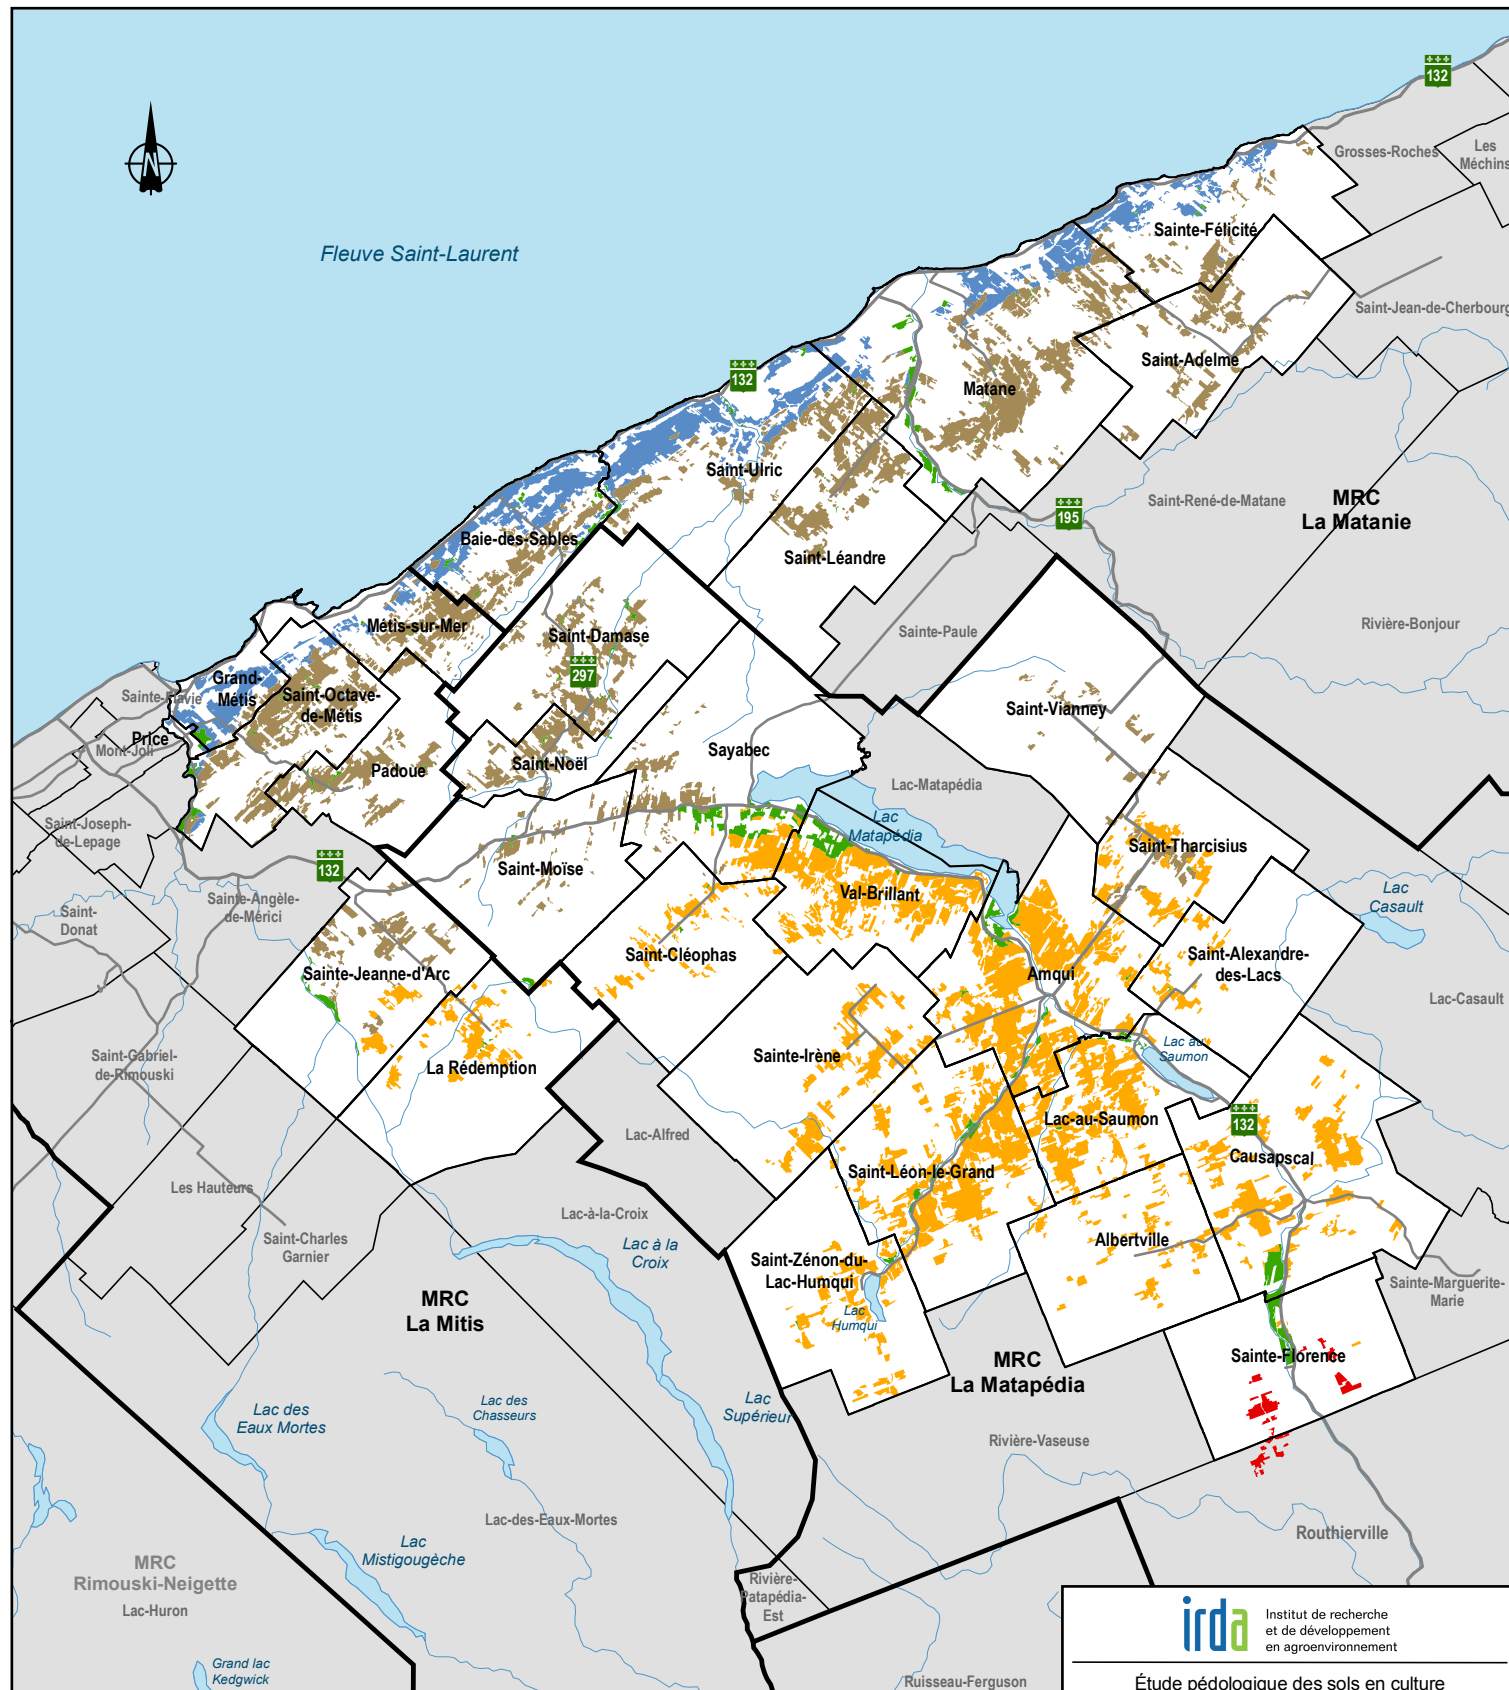 132
Grosses-Roches
Les
Méchins
N
Fleuve Saint-Laurent
Sainte-Félicité
Saint-Jean-de-Cherbourg
Saint-Adelme
132
Matane
Saint-Ulric
Saint-René-de-Matane
MRC
La Matanie
195
Baie-des-Sables
Saint-Léandre
Métis-sur-Mer
Saint-Damase
Sainte-Paule
Rivière-Bonjour
297
Grand-
Métis
Sainte-Flavie
Saint-Octave-
de-Métis
Saint-Vianney
Price
Mont-Joli
Padoue
Saint-Noël
Sayabec
Lac-Matapédia
Saint-Joseph-
de-Lepage
Lac
Matapédia
Saint-Tharcisius
132
Saint-Moïse
Val-Brillant
Sainte-Angèle-
de-Mérici
Saint-
Donat
Lac
Casault
Saint-Cléophas
Saint-Alexandre-
des-Lacs
Sainte-Jeanne-d'Arc
Amqui
Lac-Casault
Saint-Gabriel-
de-Rimouski
La Rédemption
Sainte-Irène
Lac au
Saumon
Lac-Alfred
Lac-au-Saumon
132
Causapscal
Les Hauteurs
Saint-Léon-le-Grand
Lac-à-la-Croix
Saint-Charles
Garnier
Lac à la
Croix
Albertville
Saint-Zénon-du-
Lac-Humqui
Sainte-Marguerite-
Marie
MRC
La Mitis
Lac
Humqui
MRC
La Matapédia
Sainte-Florence
Lac des
Eaux Mortes
Lac des
Chasseurs
Lac
Supérieur
Rivière-Vaseuse
Lac-des-Eaux-Mortes
Routhierville
Lac
Mistigougèche
MRC
Rimouski-Neigette
Lac-Huron
Rivière-
Patapédia-
Est
Grand lac
Kedgwick
Ruisseau-Ferguson
irda
Institut de recherche
et de développement
en agroenvironnement
Étude pédologique des sols en culture